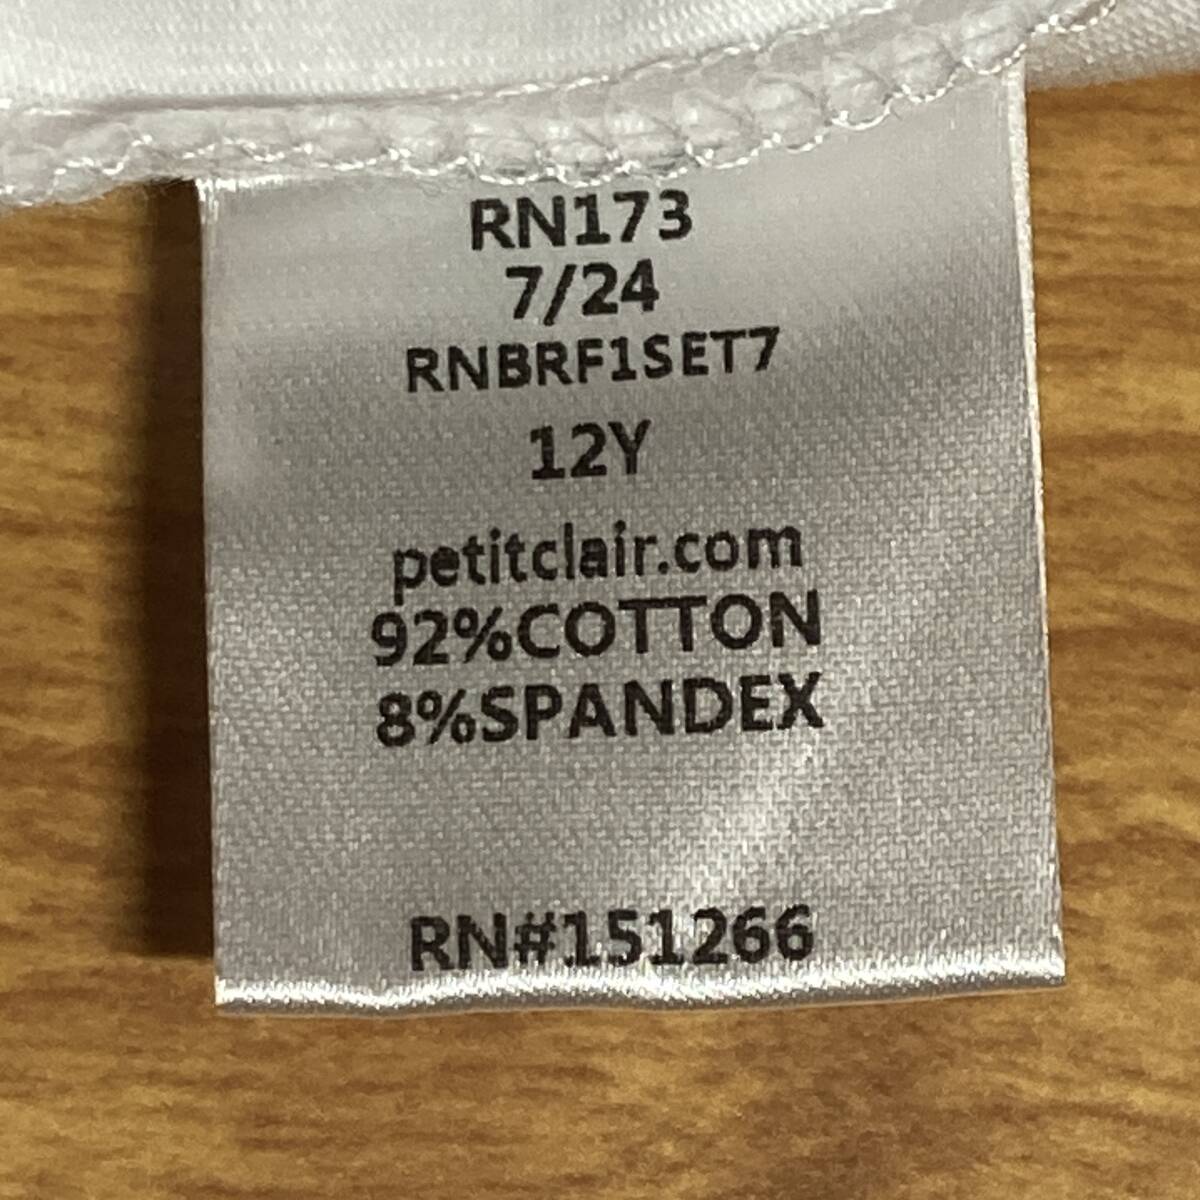 RN173
7/24
RNBRF1SET7
12Y
petitclair.com
92%COTTON
8%SPANDEX
RN#151266